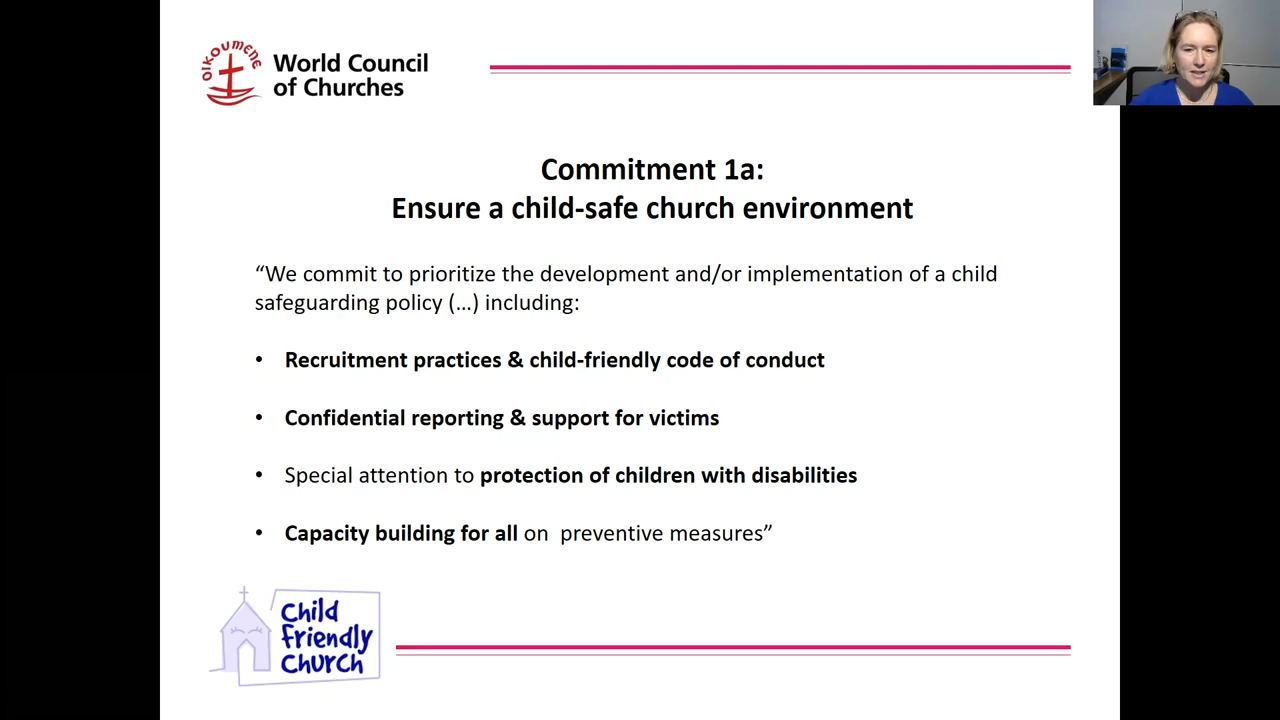 OIKOUMENE
World Council
of Churches
Commitment 1a:
Ensure a child-safe church environment
“We commit to prioritize the development and/or implementation of a child
safeguarding policy (…) including:
• Recruitment practices & child-friendly code of conduct
• Confidential reporting & support for victims
• Special attention to protection of children with disabilities
• Capacity building for all on  preventive measures”
Child
Friendly
Church